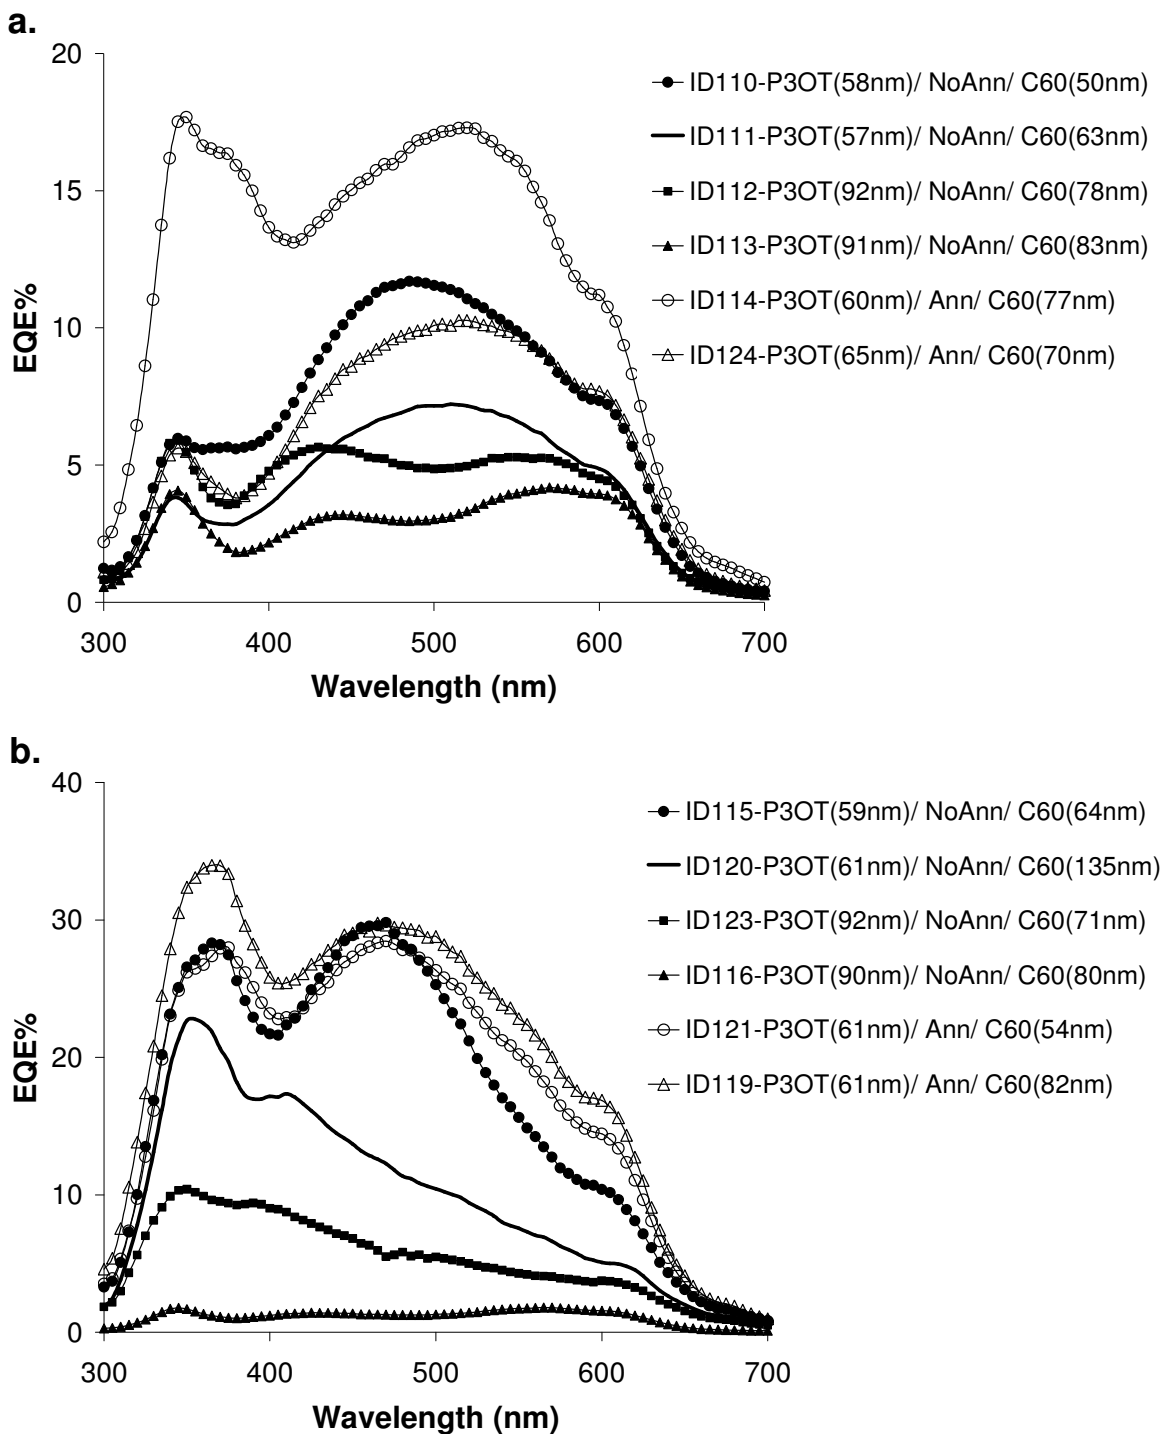 a.
20
15
10
5
0
EQE%
300 400 500 600 700
Wavelength (nm)
ID110-P3OT(58nm)/ NoAnn/ C60(50nm)
ID111-P3OT(57nm)/ NoAnn/ C60(63nm)
ID112-P3OT(92nm)/ NoAnn/ C60(78nm)
ID113-P3OT(91nm)/ NoAnn/ C60(83nm)
ID114-P3OT(60nm)/ Ann/ C60(77nm)
ID124-P3OT(65nm)/ Ann/ C60(70nm)
b.
40
30
20
10
0
EQE%
300 400 500 600 700
Wavelength (nm)
ID115-P3OT(59nm)/ NoAnn/ C60(64nm)
ID120-P3OT(61nm)/ NoAnn/ C60(135nm)
ID123-P3OT(92nm)/ NoAnn/ C60(71nm)
ID116-P3OT(90nm)/ NoAnn/ C60(80nm)
ID121-P3OT(61nm)/ Ann/ C60(54nm)
ID119-P3OT(61nm)/ Ann/ C60(82nm)